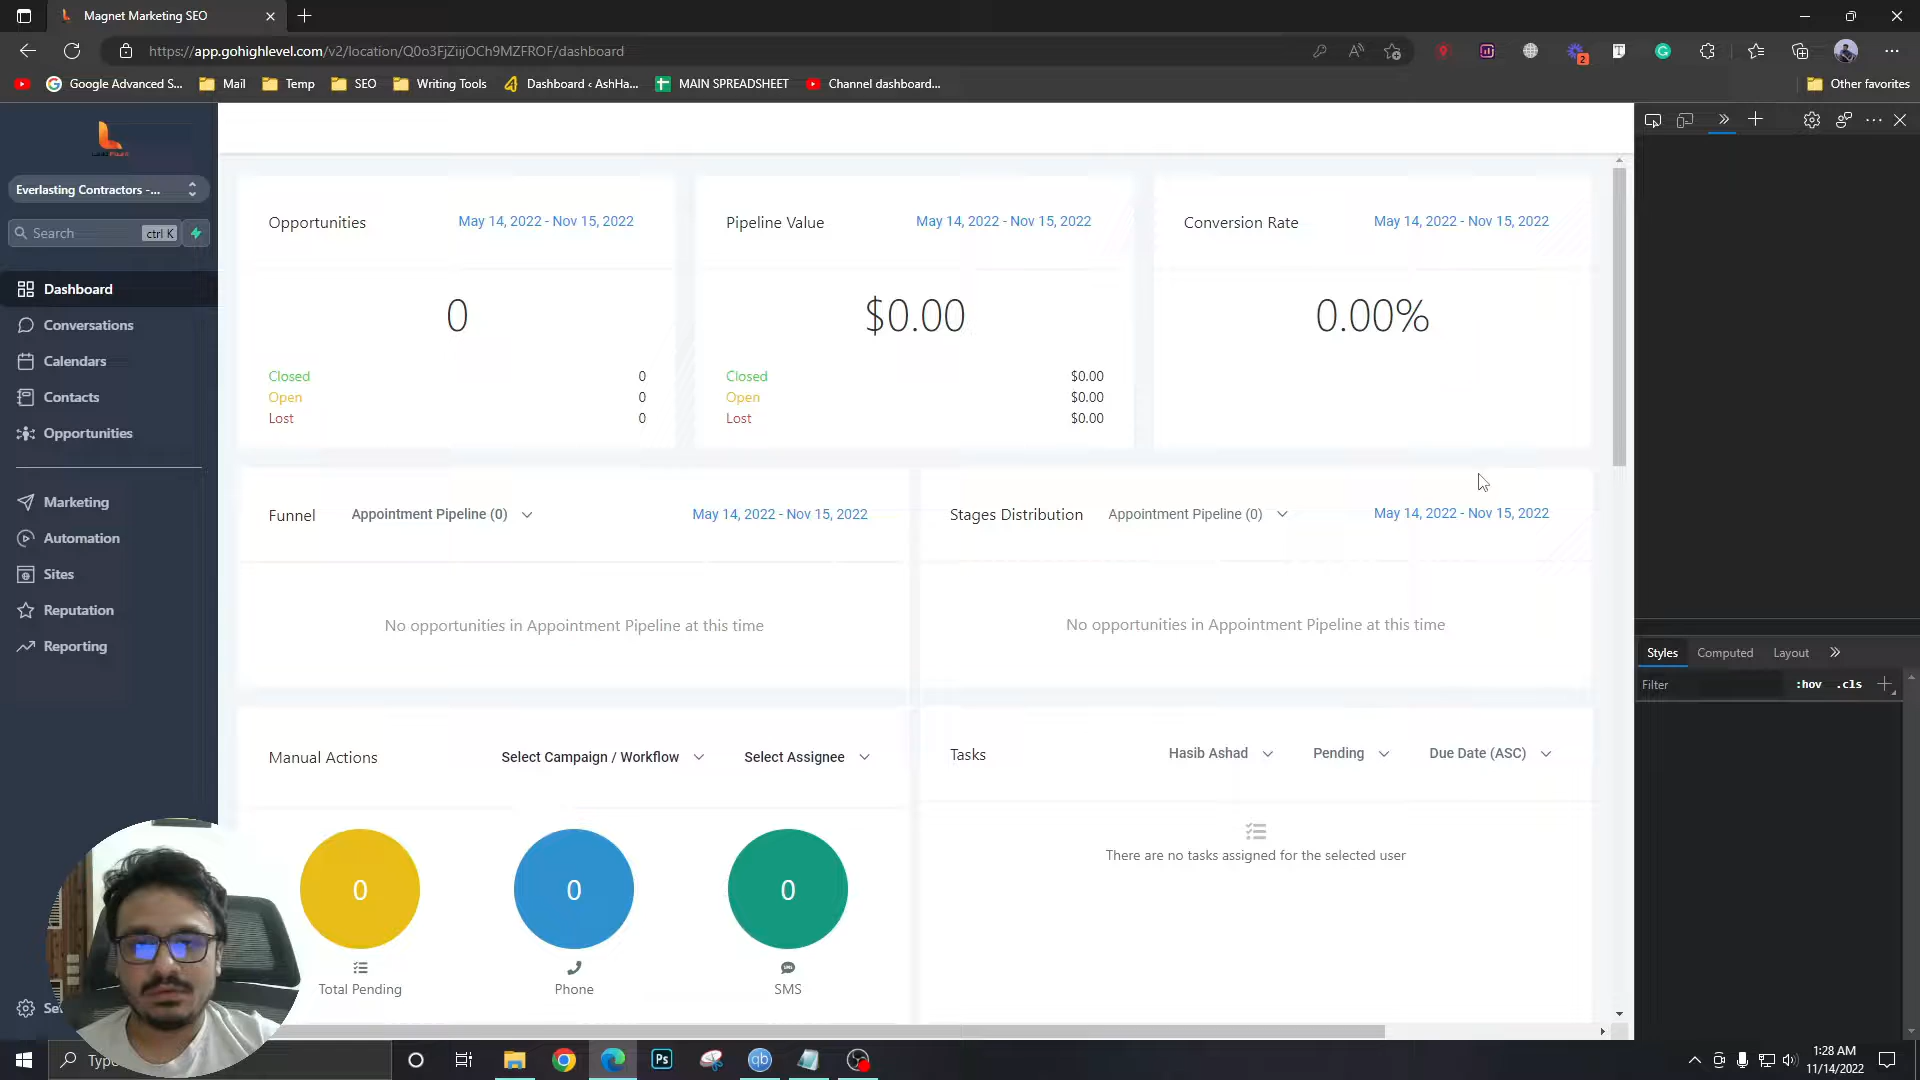 Magnet Marketing SEO
https://app.gohighlevel.com/v2/location/Q0o3FjZiijOCh9MZFROF/dashboard
2
Google Advanced S... Mail Temp SEO Writing Tools Dashboard ‹ AshHa... MAIN SPREADSHEET Channel dashboard... Other favorites
Everlasting Contractors -...
Search ctrl K
Dashboard
Conversations
Calendars
Contacts
Opportunities
Marketing
Automation
Sites
Reputation
Reporting
Opportunities May 14, 2022 - Nov 15, 2022
0
Closed 0
Open 0
Lost 0
Pipeline Value May 14, 2022 - Nov 15, 2022
$0.00
Closed $0.00
Open $0.00
Lost $0.00
Conversion Rate May 14, 2022 - Nov 15, 2022
0.00%
Funnel Appointment Pipeline (0) May 14, 2022 - Nov 15, 2022
No opportunities in Appointment Pipeline at this time
Stages Distribution Appointment Pipeline (0) May 14, 2022 - Nov 15, 2022
No opportunities in Appointment Pipeline at this time
Manual Actions Select Campaign / Workflow Select Assignee
0 0 0
Total Pending Phone SMS
Tasks Hasib Ashad Pending Due Date (ASC)
There are no tasks assigned for the selected user
Styles Computed Layout
Filter :hov .cls
Ps qb
1:28 AM
11/14/2022